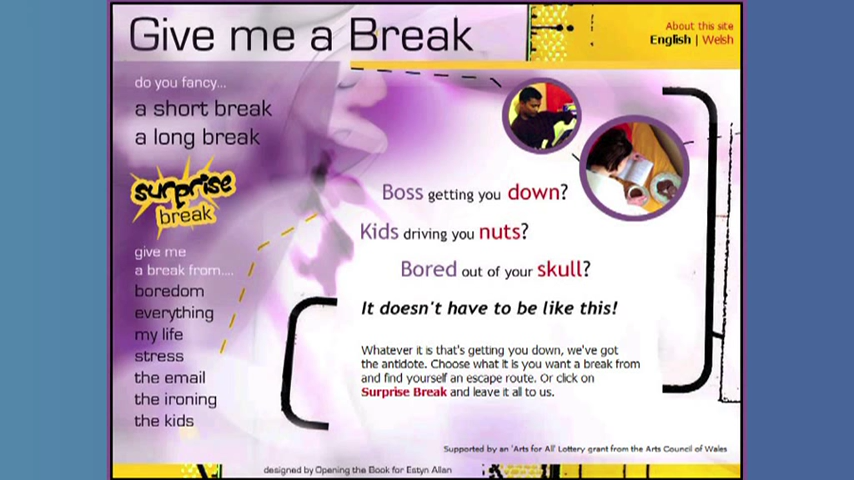 Give me a Break
About this site
English | Welsh
do you fancy...
a short break
a long break
surprise
break
give me
a break from....
boredom
everything
my life
stress
the email
the ironing
the kids
Boss getting you down?
Kids driving you nuts?
Bored out of your skull?
It doesn't have to be like this!
Whatever it is that's getting you down, we've got
the antidote. Choose what it is you want a break from
and find yourself an escape route. Or click on
Surprise Break and leave it all to us.
Supported by an 'Arts for All' Lottery grant from the Arts Council of Wales
designed by Opening the Book for Estyn Allan